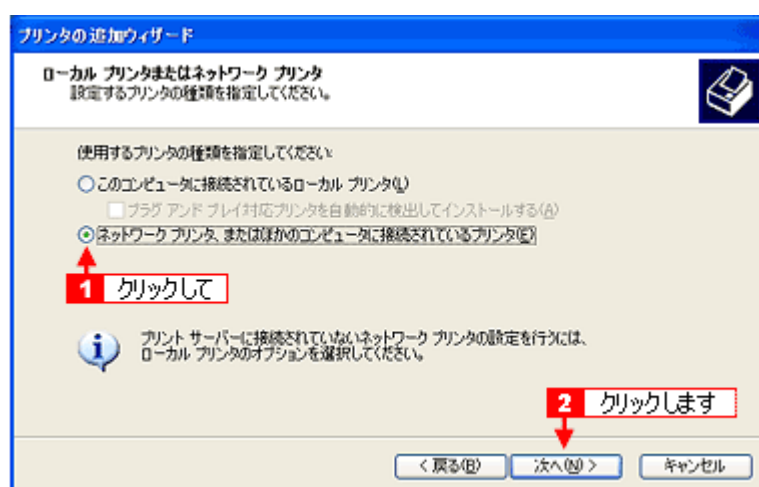 プリンタの追加ウィザード
ローカル プリンタまたはネットワーク プリンタ
設定するプリンタの種類を指定してください。
使用するプリンタの種類を指定してください:
このコンピュータに接続されているローカル プリンタ(L)
プラグ アンド プレイ対応プリンタを自動的に検出してインストールする(A)
ネットワーク プリンタ、またはほかのコンピュータに接続されているプリンタ(E)
1 クリックして
プリント サーバーに接続されていないネットワーク プリンタの設定を行うには、
ローカル プリンタのオプションを選択してください。
2 クリックします
< 戻る(B) 次へ(N) > キャンセル